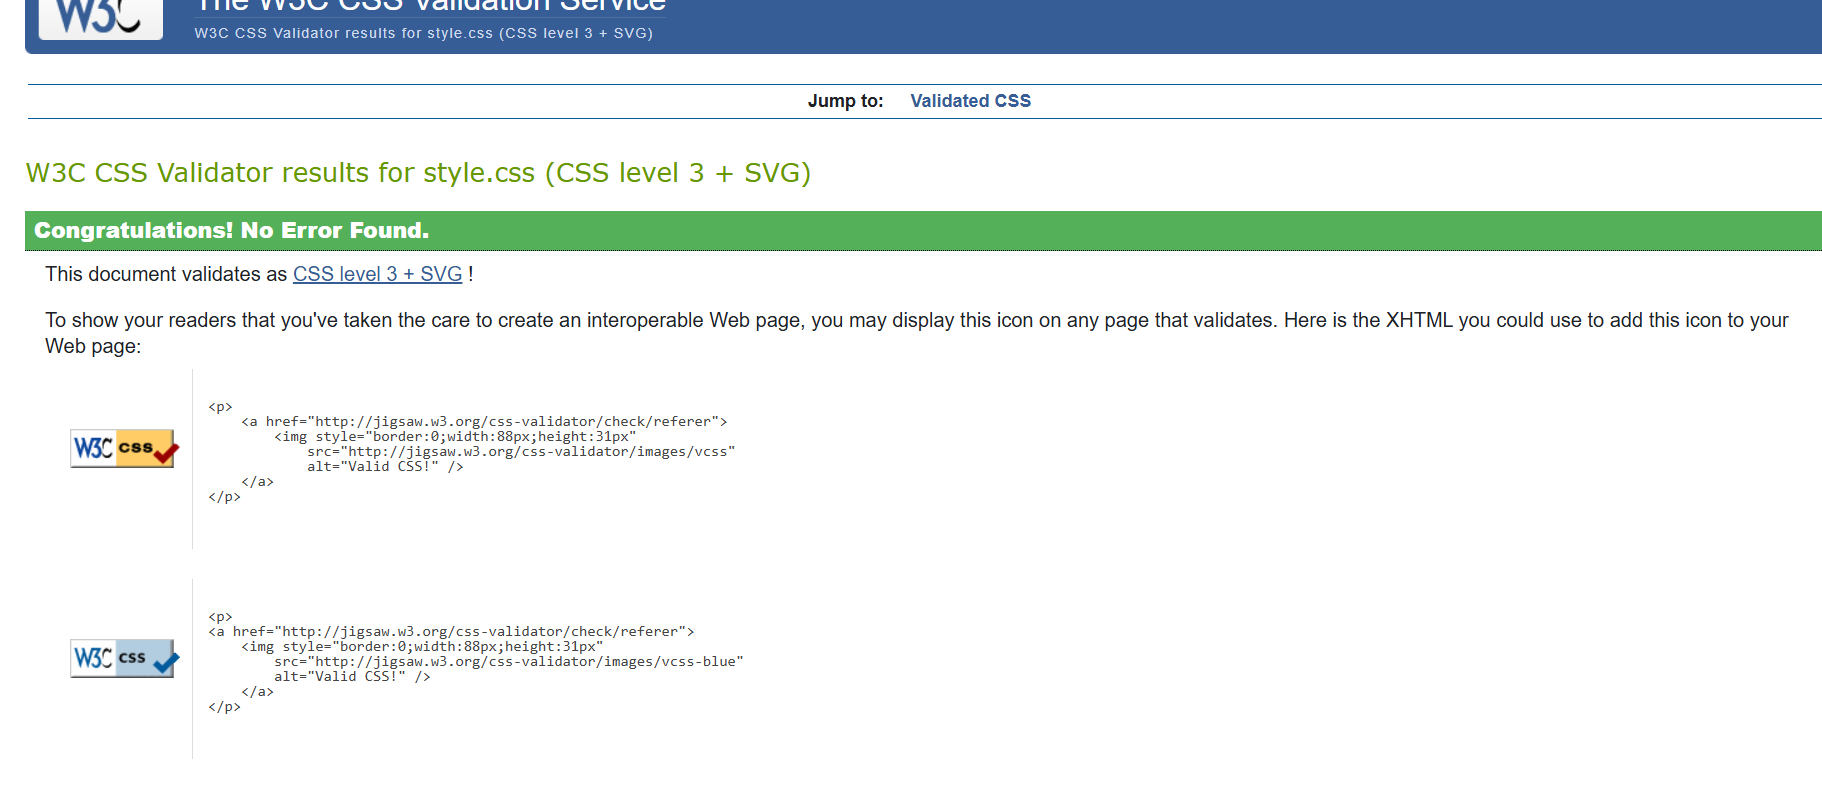 W3C
The W3C CSS Validation Service
W3C CSS Validator results for style.css (CSS level 3 + SVG)
Jump to: Validated CSS
W3C CSS Validator results for style.css (CSS level 3 + SVG)
Congratulations! No Error Found.
This document validates as CSS level 3 + SVG !
To show your readers that you've taken the care to create an interoperable Web page, you may display this icon on any page that validates. Here is the XHTML you could use to add this icon to your
Web page:
W3C css
<p>
    <a href="http://jigsaw.w3.org/css-validator/check/referer">
        <img style="border:0;width:88px;height:31px"
            src="http://jigsaw.w3.org/css-validator/images/vcss"
            alt="Valid CSS!" />
    </a>
</p>
W3C css
<p>
<a href="http://jigsaw.w3.org/css-validator/check/referer">
    <img style="border:0;width:88px;height:31px"
        src="http://jigsaw.w3.org/css-validator/images/vcss-blue"
        alt="Valid CSS!" />
    </a>
</p>